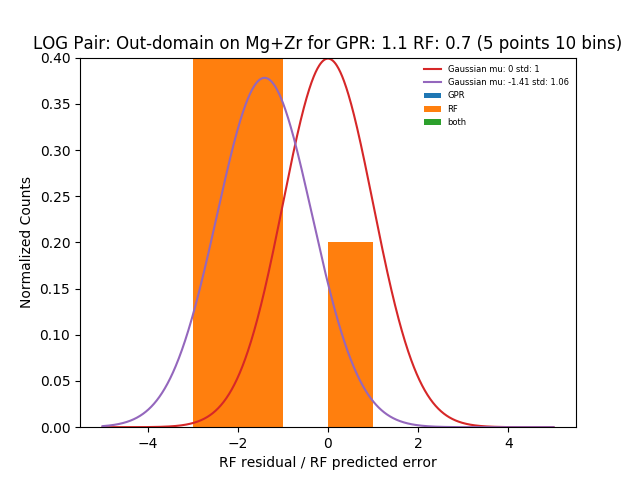 LOG Pair: Out-domain on Mg+Zr for GPR: 1.1 RF: 0.7 (5 points 10 bins)
Gaussian mu: 0 std: 1
Gaussian mu: -1.41 std: 1.06
GPR
RF
both
Normalized Counts
0.40
0.35
0.30
0.25
0.20
0.15
0.10
0.05
0.00
−4 −2 0 2 4
RF residual / RF predicted error